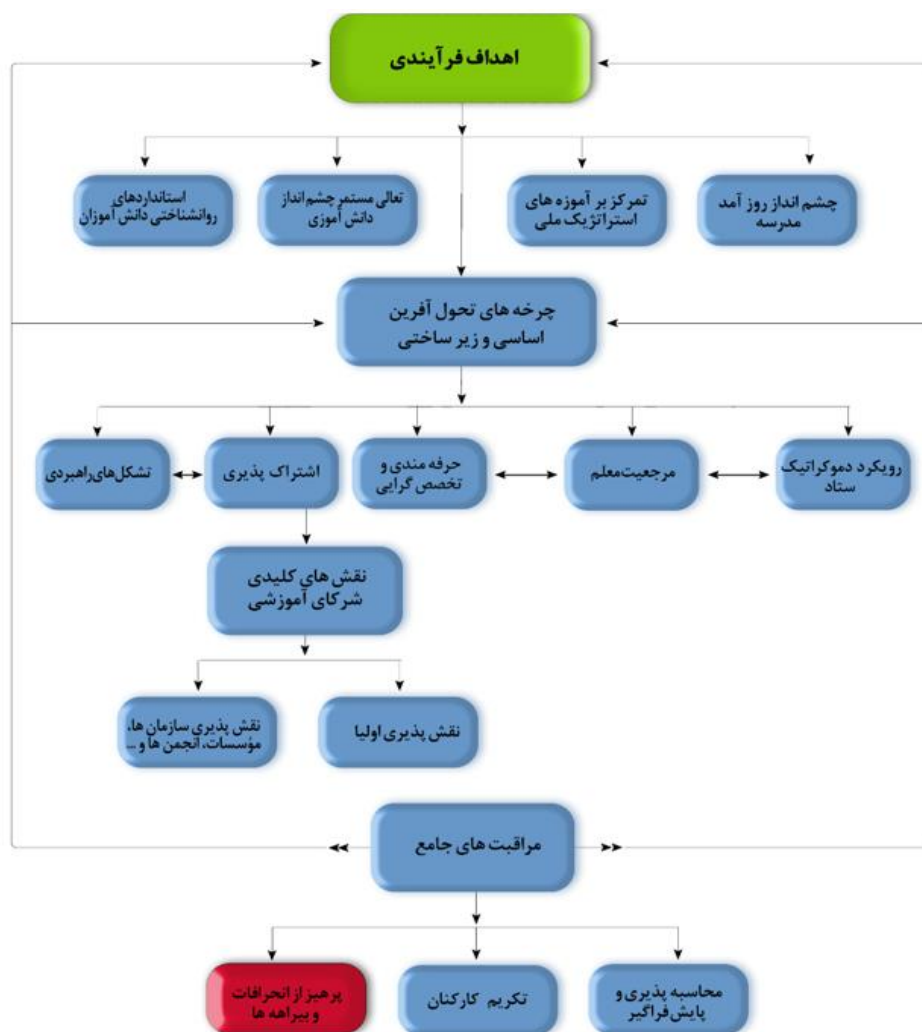 اهداف فرآیندی
چشم انداز روز آمد
مدرسه
تمرکز بر آموزه های
استراتژیک ملی
تعالی مستمر چشم انداز
دانش آموزی
استانداردهای
روانشناختی دانش آموزان
چرخه های تحول آفرین
اساسی و زیر ساختی
رویکرد دموکراتیک
ستاد
مرجعیت معلم
حرفه مندی و
تخصص گرایی
اشتراک پذیری
تشکل‌های راهبردی
نقش های کلیدی
شرکای آموزشی
نقش پذیری اولیا
نقش پذیری سازمان ها،
مؤسسات، انجمن ها و ...
مراقبت های جامع
محاسبه پذیری و
پایش فراگیر
تکریم کارکنان
پرهیز از انحرافات
و بیراهه ها